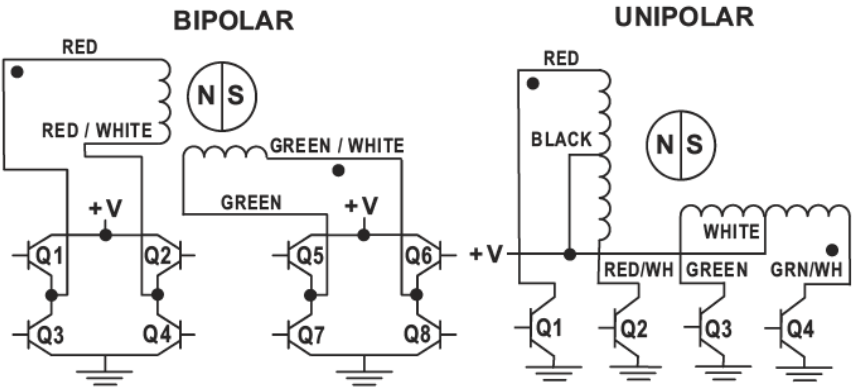 BIPOLAR
RED
N S
RED / WHITE
GREEN / WHITE
GREEN
+V
+V
Q1
Q2
Q5
Q6
Q3
Q4
Q7
Q8
UNIPOLAR
RED
BLACK
N S
WHITE
+V
RED/WH
GREEN
GRN/WH
Q1
Q2
Q3
Q4